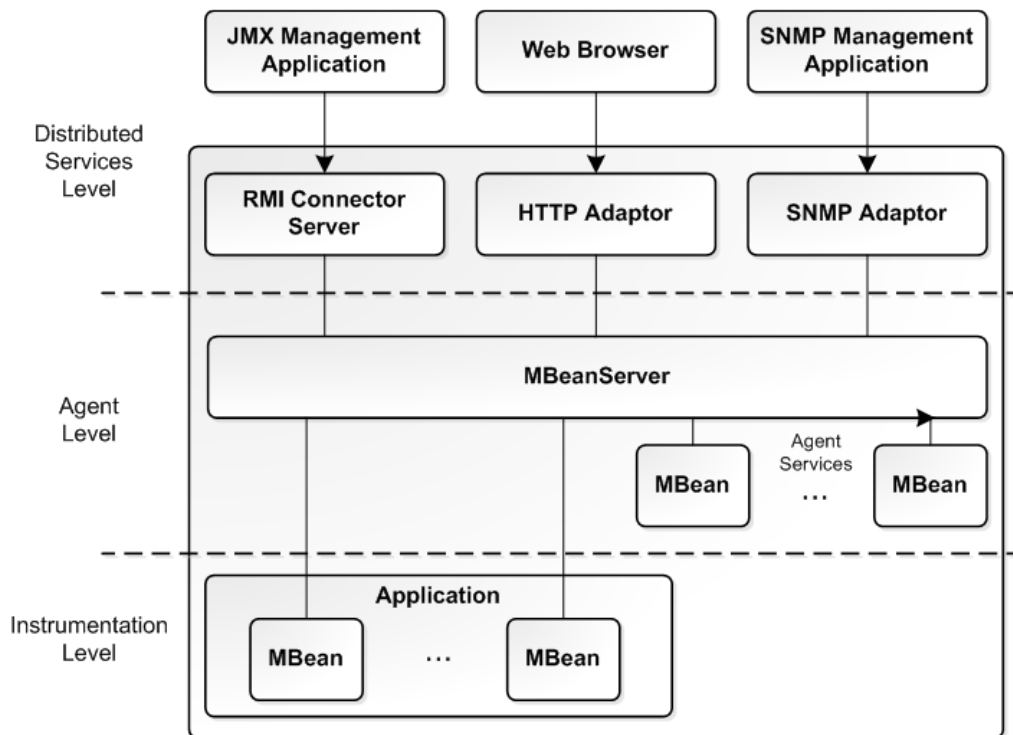 JMX Management
Application
Web Browser
SNMP Management
Application
Distributed
Services
Level
RMI Connector
Server
HTTP Adaptor
SNMP Adaptor
MBeanServer
Agent
Level
Agent
Services
MBean
...
MBean
Instrumentation
Level
Application
MBean
...
MBean